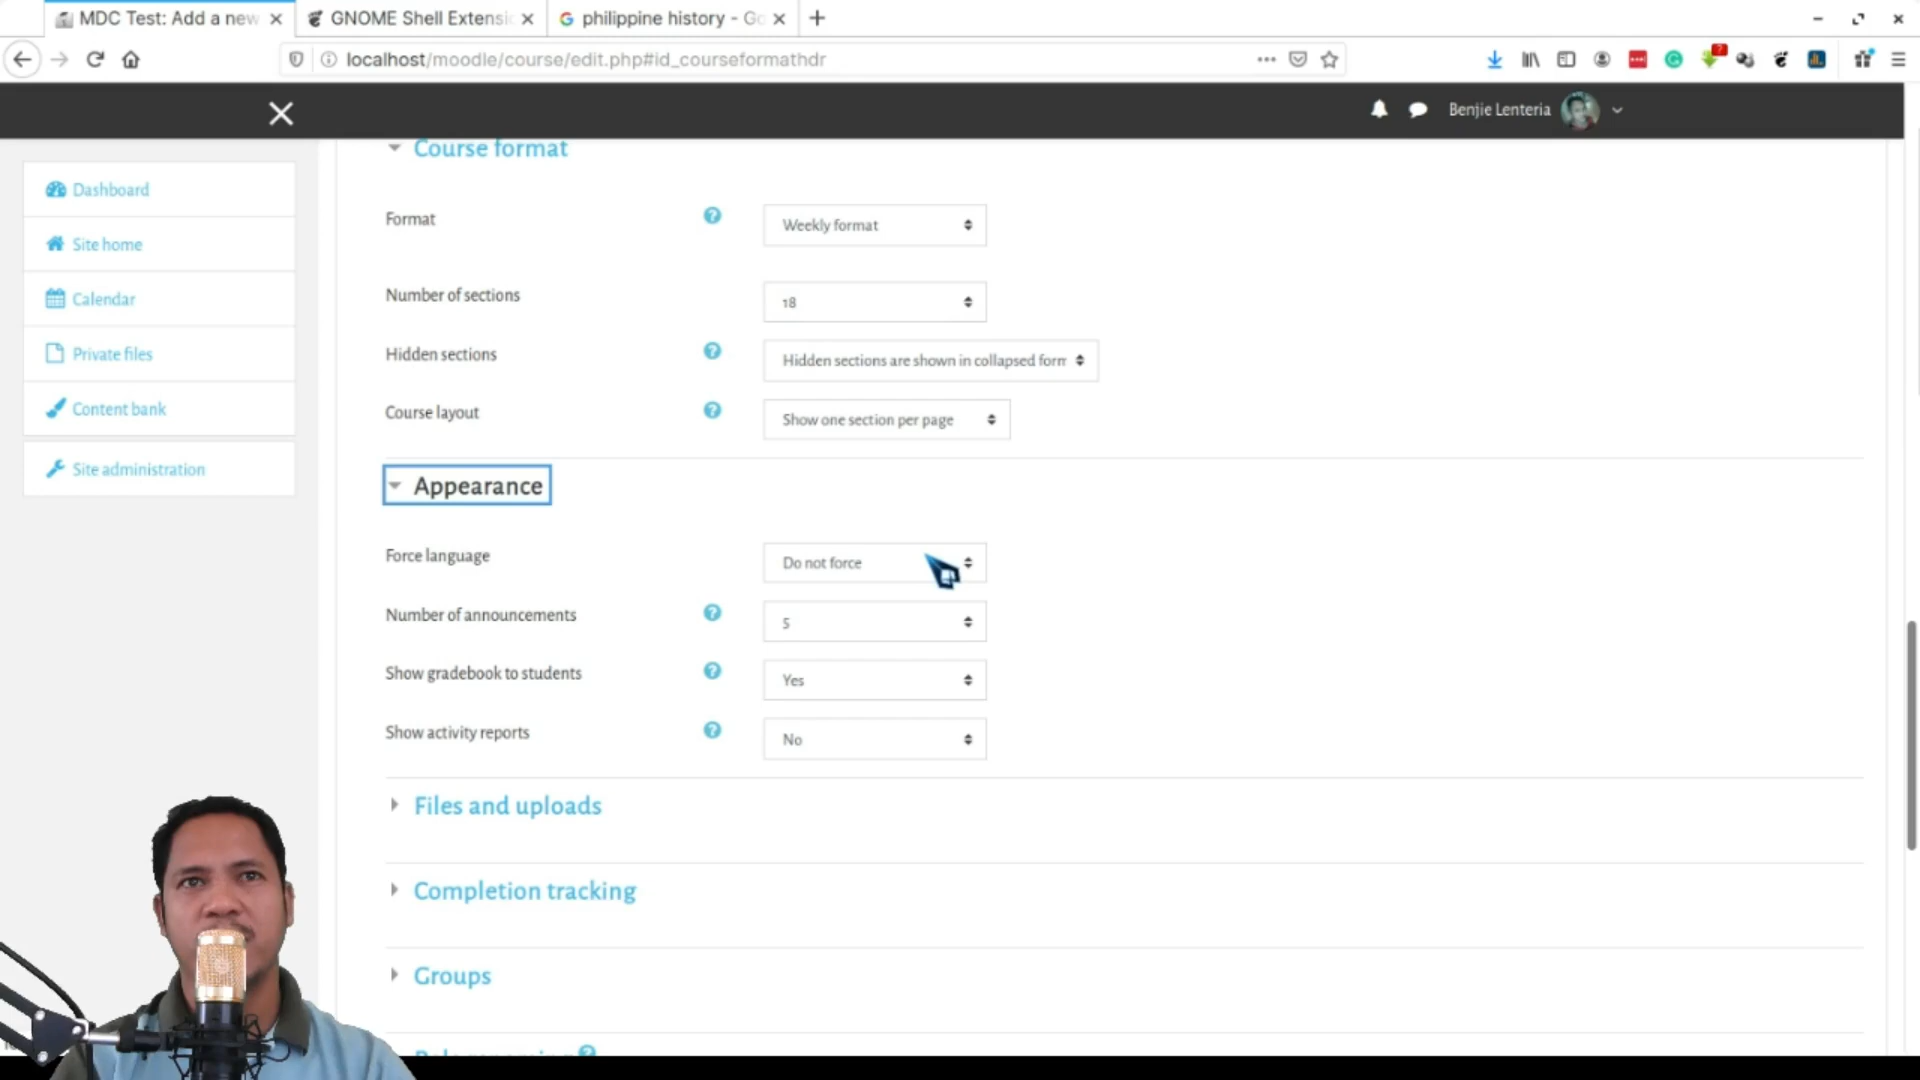 MDC Test: Add a new
GNOME Shell Extensi
philippine history - Go
localhost/moodle/course/edit.php#id_courseformathdr
Benjie Lenteria
Dashboard
Site home
Calendar
Private files
Content bank
Site administration
Course format
Format
Weekly format
Number of sections
18
Hidden sections
Hidden sections are shown in collapsed form
Course layout
Show one section per page
Appearance
Force language
Do not force
Number of announcements
5
Show gradebook to students
Yes
Show activity reports
No
Files and uploads
Completion tracking
Groups